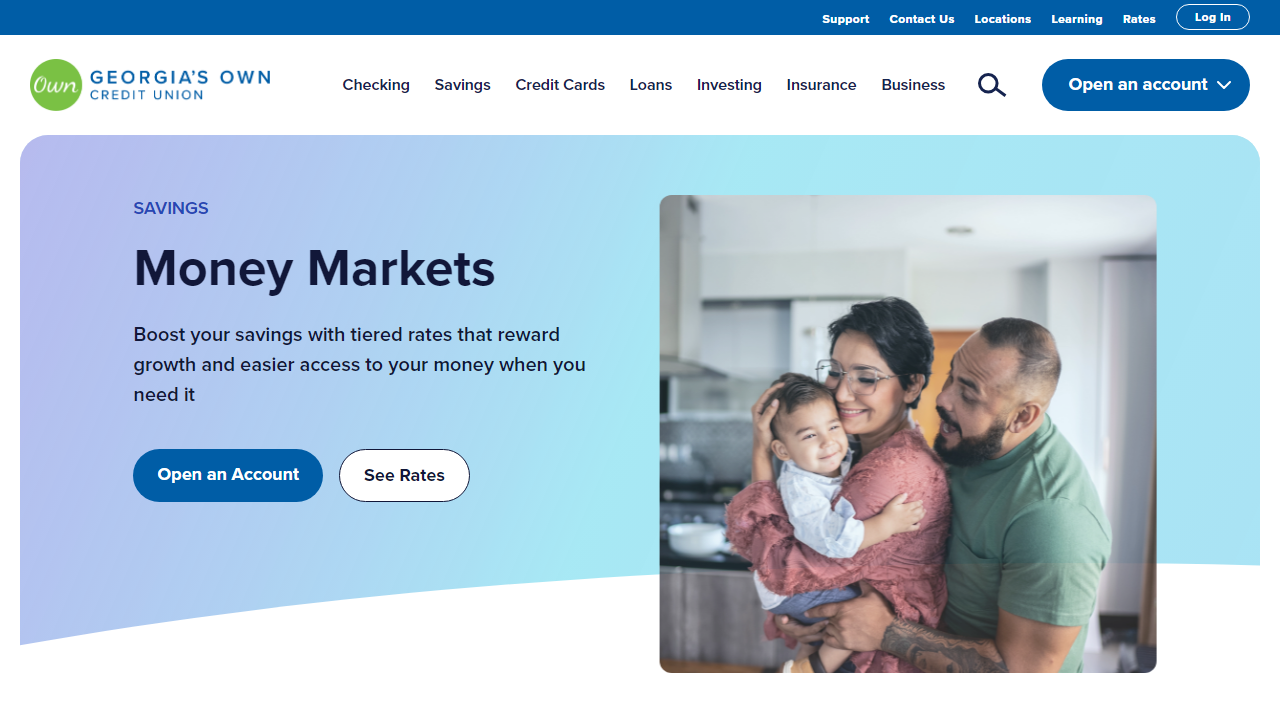 Support Contact Us Locations Learning Rates Log In
Own GEORGIA'S OWN
CREDIT UNION
Checking Savings Credit Cards Loans Investing Insurance Business Open an account
SAVINGS
Money Markets
Boost your savings with tiered rates that reward
growth and easier access to your money when you
need it
Open an Account See Rates